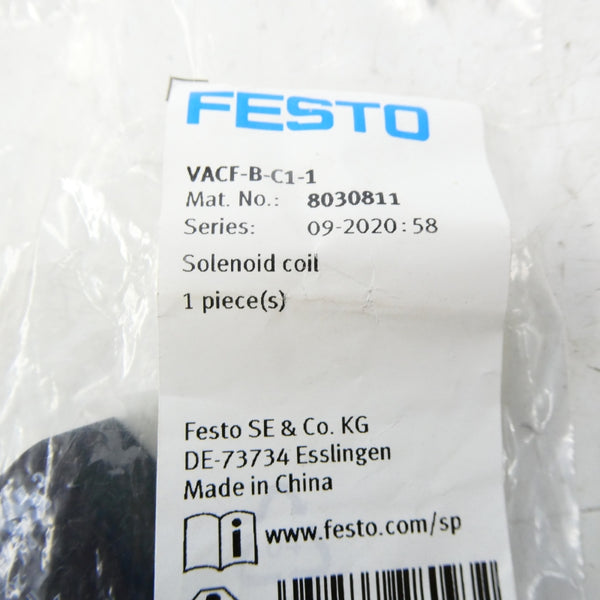 FESTO
VACF-B-C1-1
Mat. No.: 8030811
Series: 09-2020:58
Solenoid coil
1 piece(s)
Festo SE & Co. KG
DE-73734 Esslingen
Made in China
i www.festo.com/sp